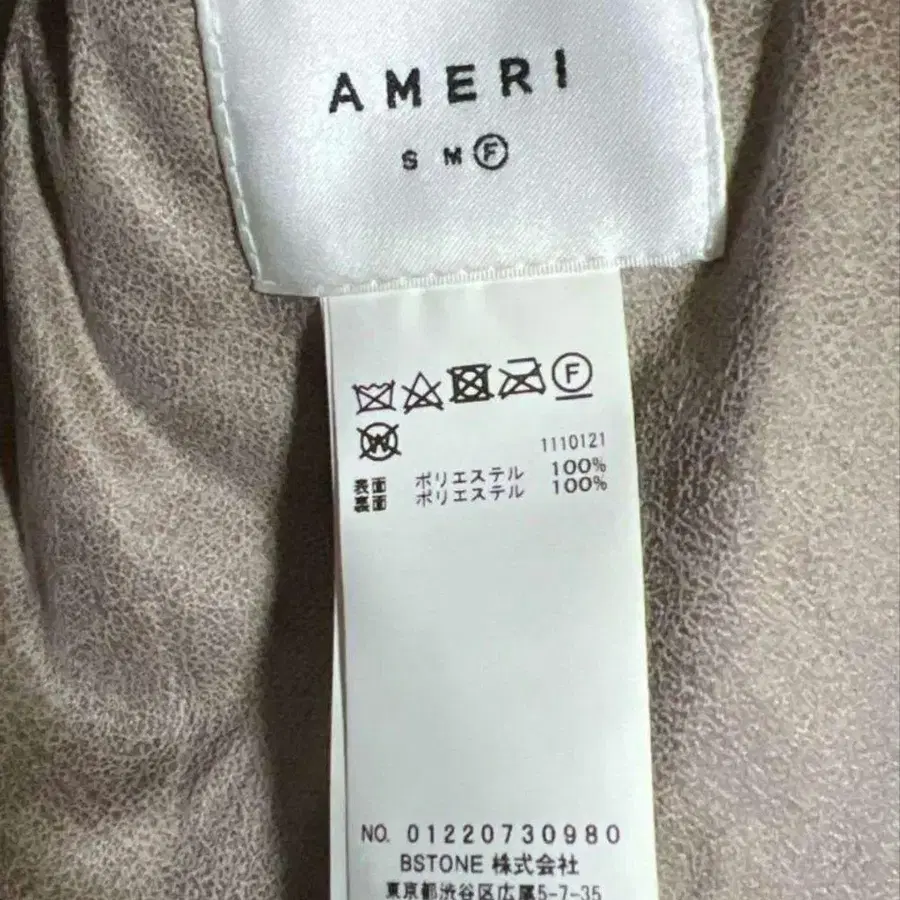 AMERI
S M F
F
W
1110121
表面 ポリエステル 100%
裏面 ポリエステル 100%
NO. 01220730980
BSTONE 株式会社
東京都渋谷区広尾5-7-35